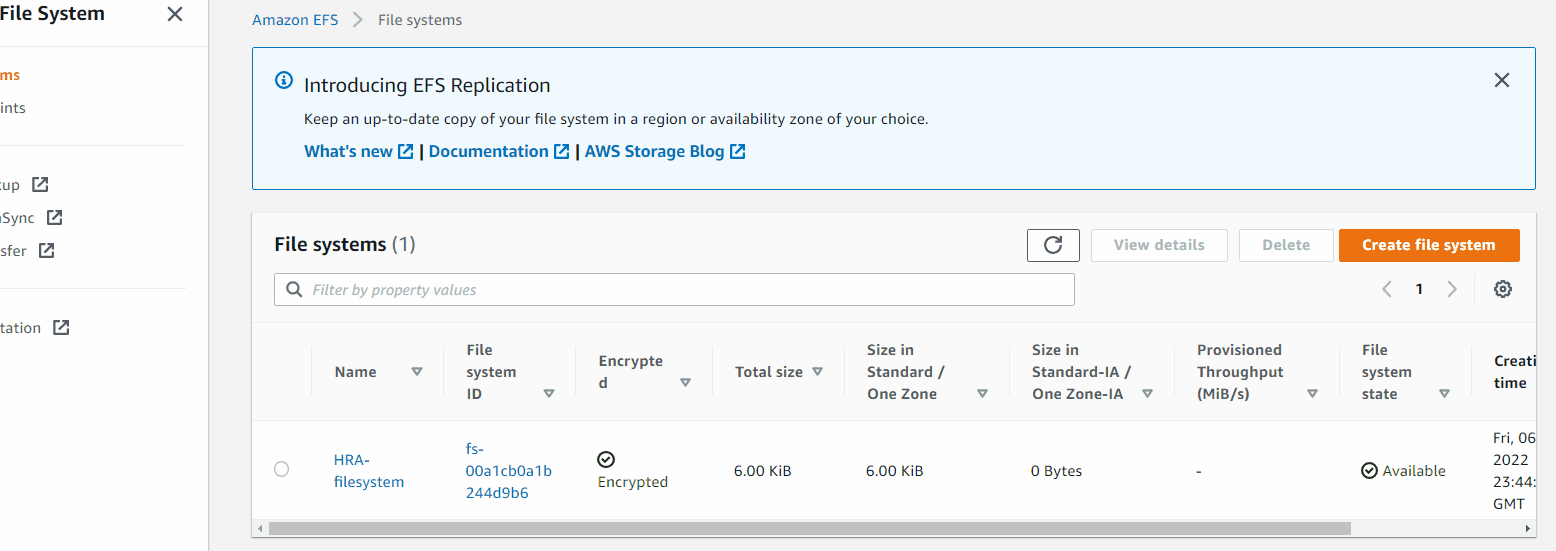 File System
Amazon EFS > File systems
ms
ints
kup
Sync
sfer
tation
Introducing EFS Replication
Keep an up-to-date copy of your file system in a region or availability zone of your choice.
What's new | Documentation | AWS Storage Blog
File systems (1)
View details
Delete
Create file system
Filter by property values
1
Name
File
system
ID
Encrypte
d
Total size
Size in
Standard /
One Zone
Size in
Standard-IA /
One Zone-IA
Provisioned
Throughput
(MiB/s)
File
system
state
Creati
time
HRA-
filesystem
fs-
00a1cb0a1b
244d9b6
Encrypted
6.00 KiB
6.00 KiB
0 Bytes
-
Available
Fri, 06
2022
23:44:
GMT